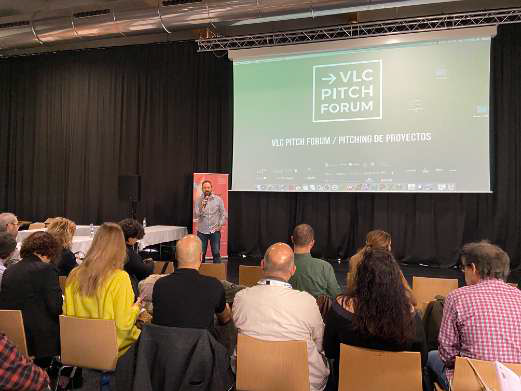 →VLC
PITCH
FORUM
VLC PITCH FORUM / PITCHING DE PROYECTOS